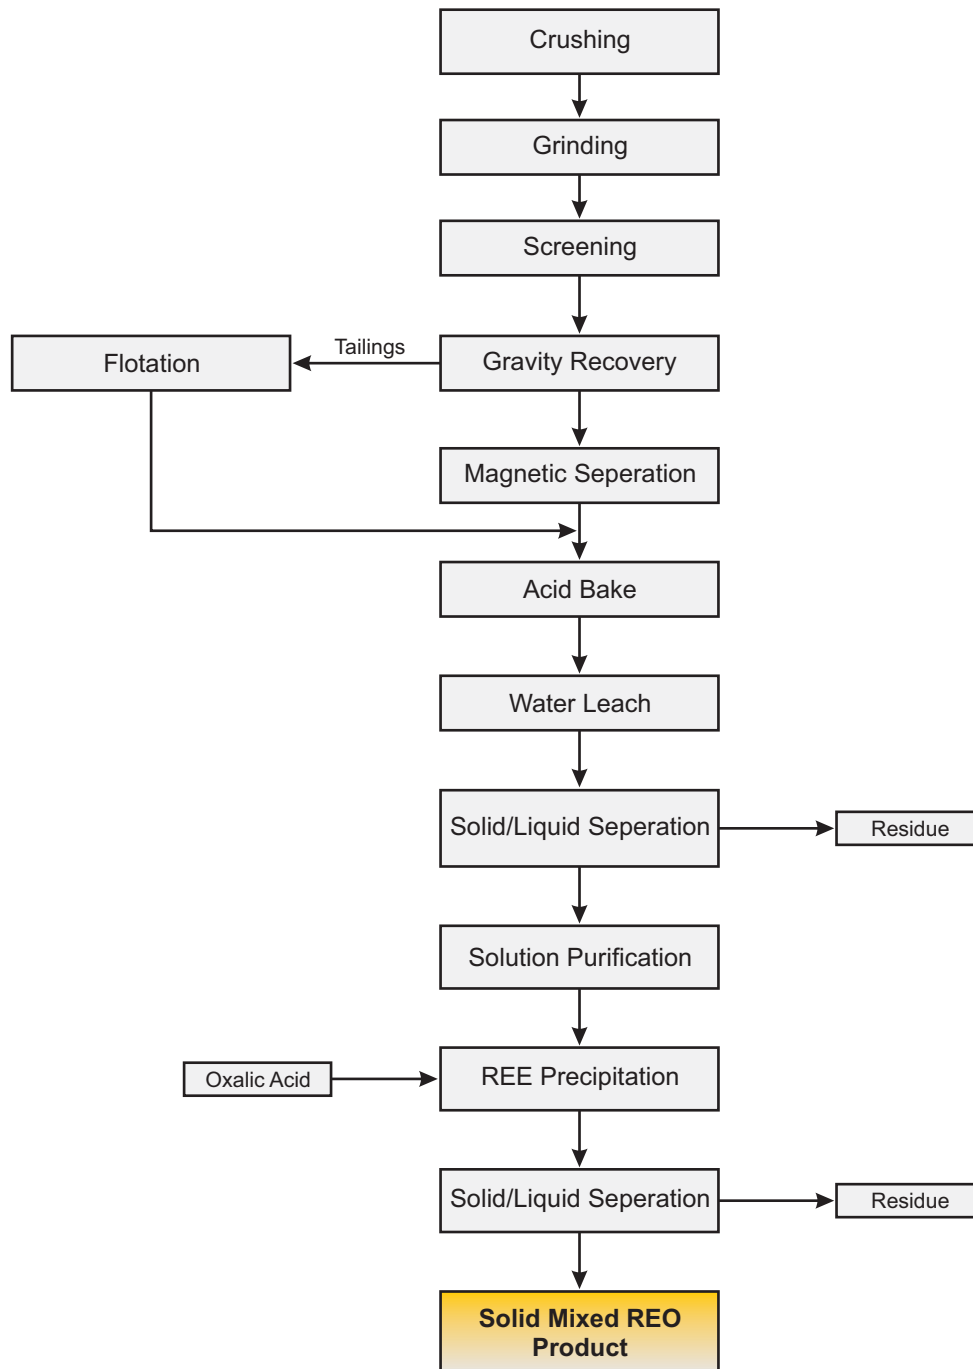 Crushing
Grinding
Screening
Flotation
Tailings
Gravity Recovery
Magnetic Seperation
Acid Bake
Water Leach
Solid/Liquid Seperation
Residue
Solution Purification
Oxalic Acid
REE Precipitation
Solid/Liquid Seperation
Residue
Solid Mixed REO
Product